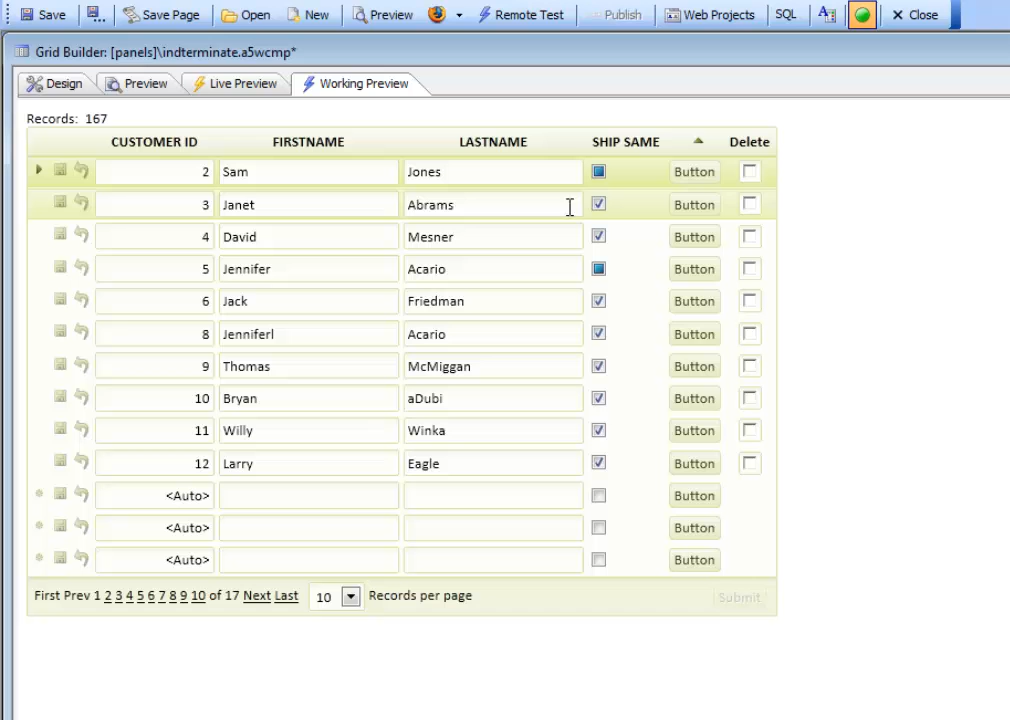 Save ... Save Page Open New Preview Remote Test Publish Web Projects SQL A Close
Grid Builder: [panels]\indterminate.a5wcmp*
Design Preview Live Preview Working Preview
Records: 167
CUSTOMER ID FIRSTNAME LASTNAME SHIP SAME Delete
2 Sam Jones Button
3 Janet Abrams Button
4 David Mesner Button
5 Jennifer Acario Button
6 Jack Friedman Button
8 Jenniferl Acario Button
9 Thomas McMiggan Button
10 Bryan aDubi Button
11 Willy Winka Button
12 Larry Eagle Button
<Auto> Button
<Auto> Button
<Auto> Button
First Prev 1 2 3 4 5 6 7 8 9 10 of 17 Next Last 10 Records per page Submit